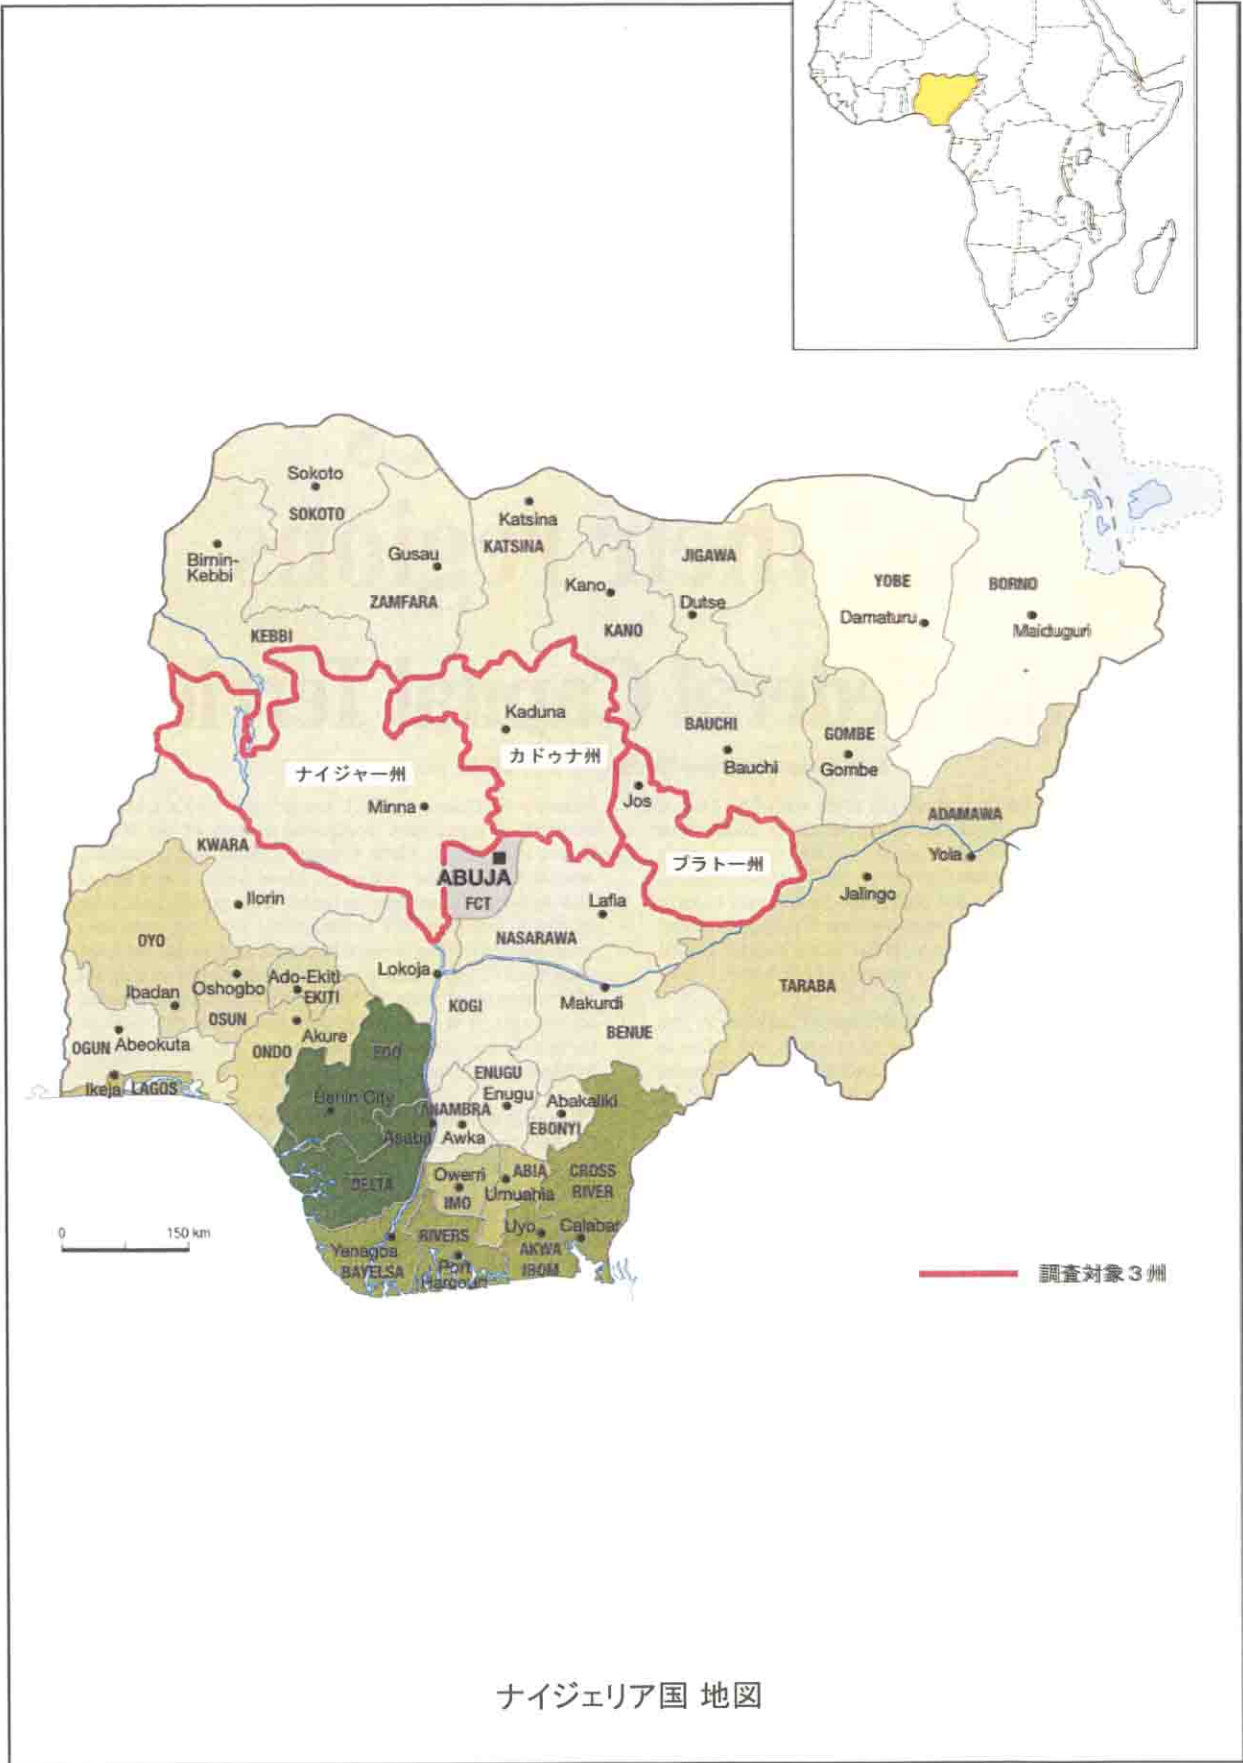 Sokoto
SOKOTO
Katsina
KATSINA
Birnin-
Kebbi
Gusau
ZAMFARA
JIGAWA
Kano
Dutse
KANO
YOBE
BORNO
Damaturu
Maiduguri
KEBBI
Kaduna
カドゥナ州
BAUCHI
Bauchi
GOMBE
Gombe
ナイジャー州
Minna
Jos
ADAMAWA
Yola
KWARA
プラトー州
ABUJA
FCT
Jalingo
Ilorin
Lafia
NASARAWA
OYO
Lokoja
TARABA
Ibadan
Oshogbo
Ado-Ekiti
EKITI
OSUN
KOGI
Makurdi
BENUE
OGUN
Abeokuta
Akure
ONDO
EDO
Ikeja
LAGOS
ENUGU
Enugu
Benin City
ANAMBRA
Abakaliki
EBONYI
Asaba
Awka
DELTA
Owerri
IMO
ABIA
Umuahia
CROSS
RIVER
0
150 km
Yenagoa
BAYELSA
RIVERS
Port
Harcourt
Uyo
Calabar
AKWA
IBOM
調査対象3州
ナイジェリア国 地図